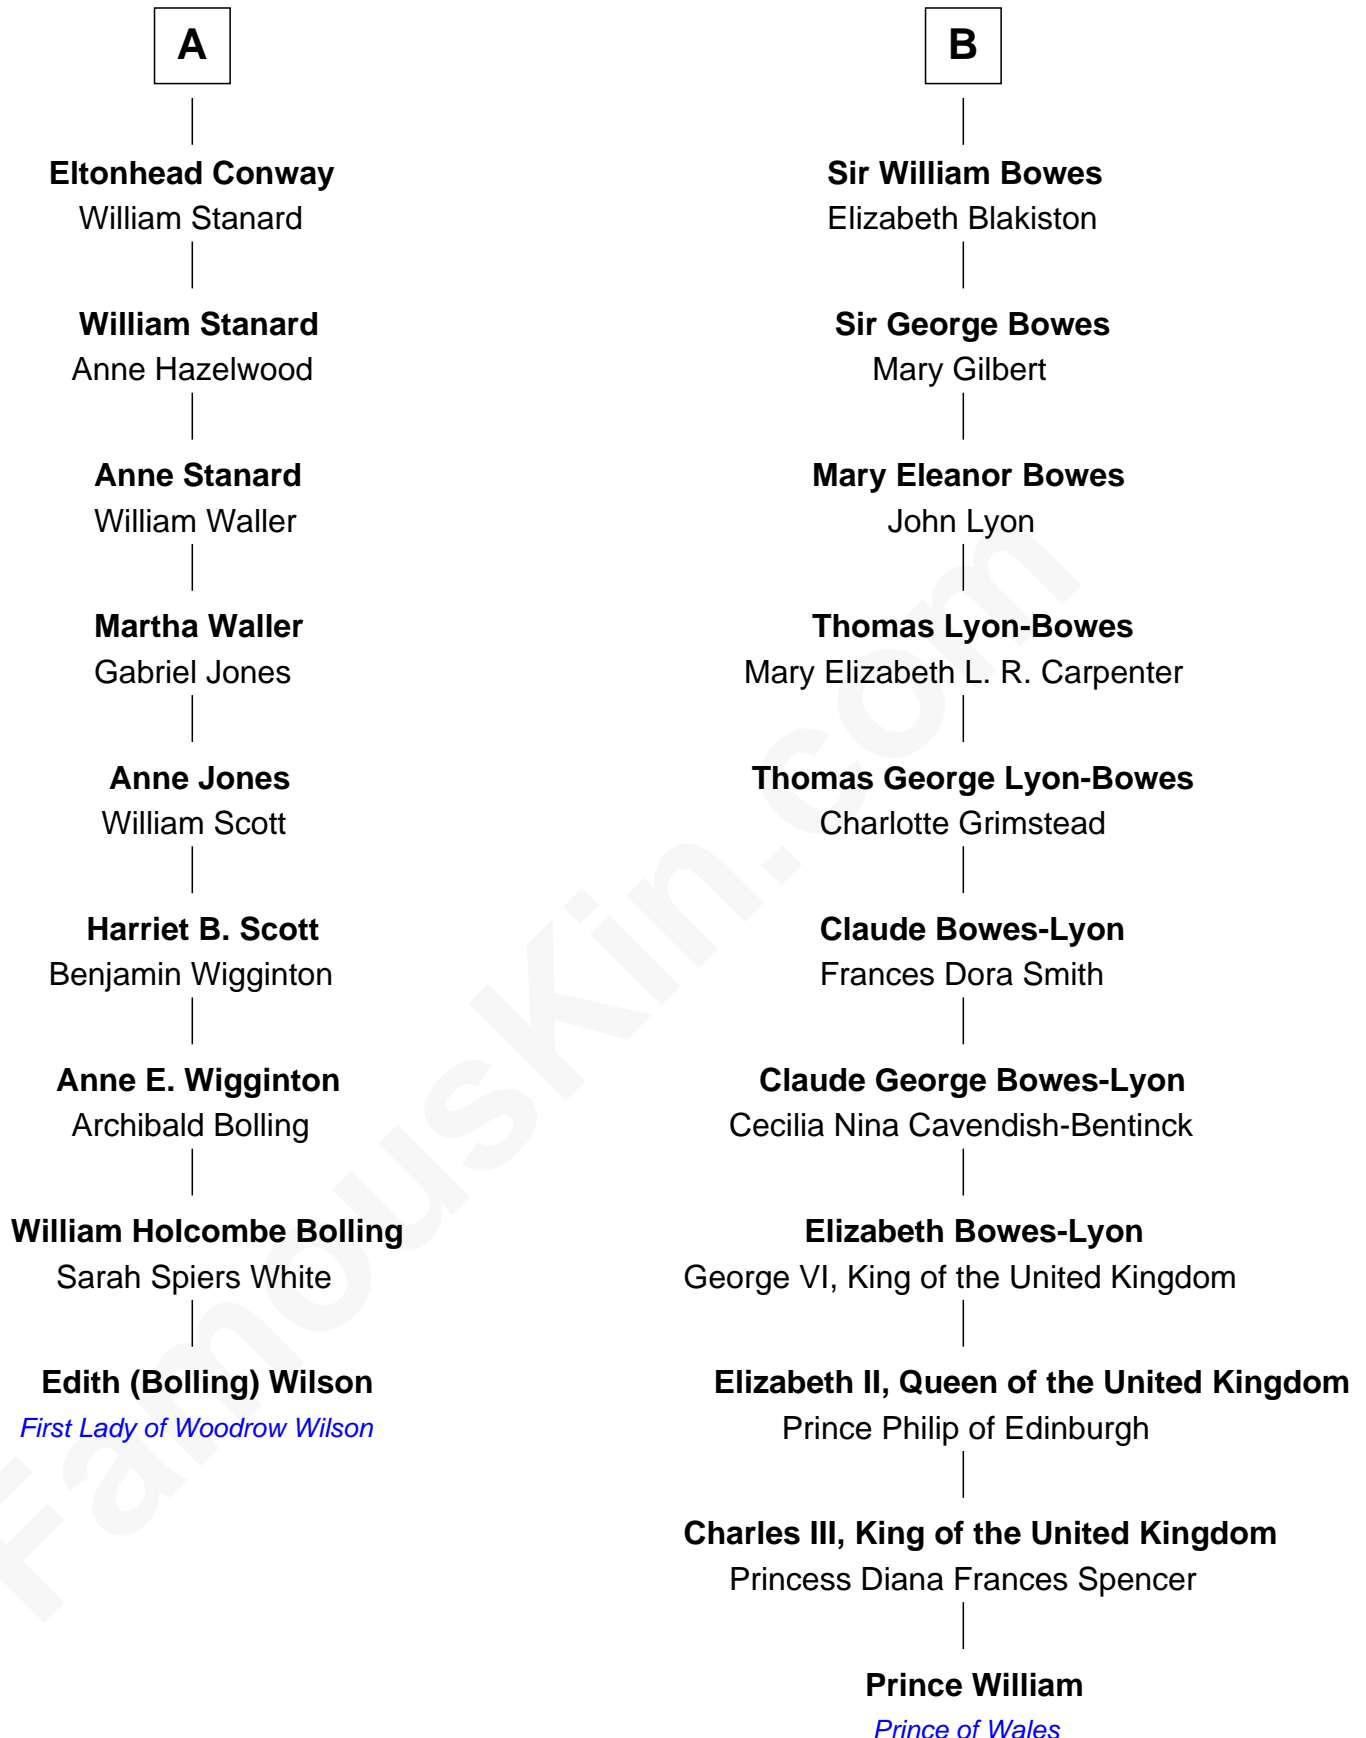 A
Eltonhead Conway
William Stanard
William Stanard
Anne Hazelwood
Anne Stanard
William Waller
Martha Waller
Gabriel Jones
Anne Jones
William Scott
Harriet B. Scott
Benjamin Wigginton
Anne E. Wigginton
Archibald Bolling
William Holcombe Bolling
Sarah Spiers White
Edith (Bolling) Wilson
First Lady of Woodrow Wilson
B
Sir William Bowes
Elizabeth Blakiston
Sir George Bowes
Mary Gilbert
Mary Eleanor Bowes
John Lyon
Thomas Lyon-Bowes
Mary Elizabeth L. R. Carpenter
Thomas George Lyon-Bowes
Charlotte Grimstead
Claude Bowes-Lyon
Frances Dora Smith
Claude George Bowes-Lyon
Cecilia Nina Cavendish-Bentinck
Elizabeth Bowes-Lyon
George VI, King of the United Kingdom
Elizabeth II, Queen of the United Kingdom
Prince Philip of Edinburgh
Charles III, King of the United Kingdom
Princess Diana Frances Spencer
Prince William
Prince of Wales
FamousKin.com